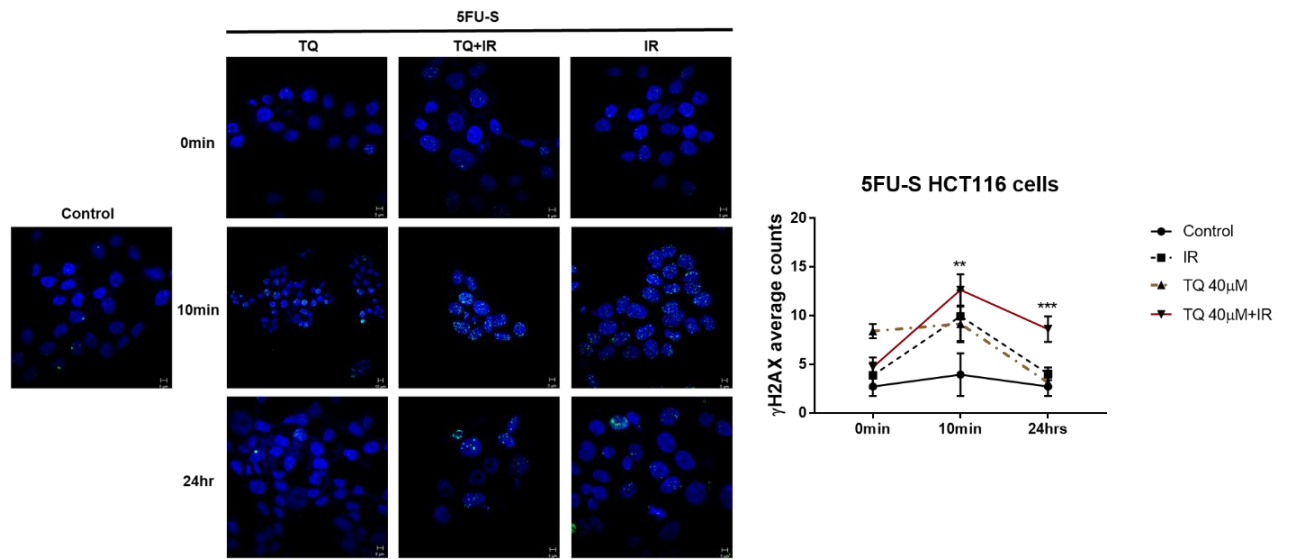 5FU-S
TQ
TQ+IR
IR
0min
Control
10min
24hr
5FU-S HCT116 cells
γH2AX average counts
20
15
10
5
0
**
***
0min
10min
24hrs
Control
IR
TQ 40μM
TQ 40μM+IR